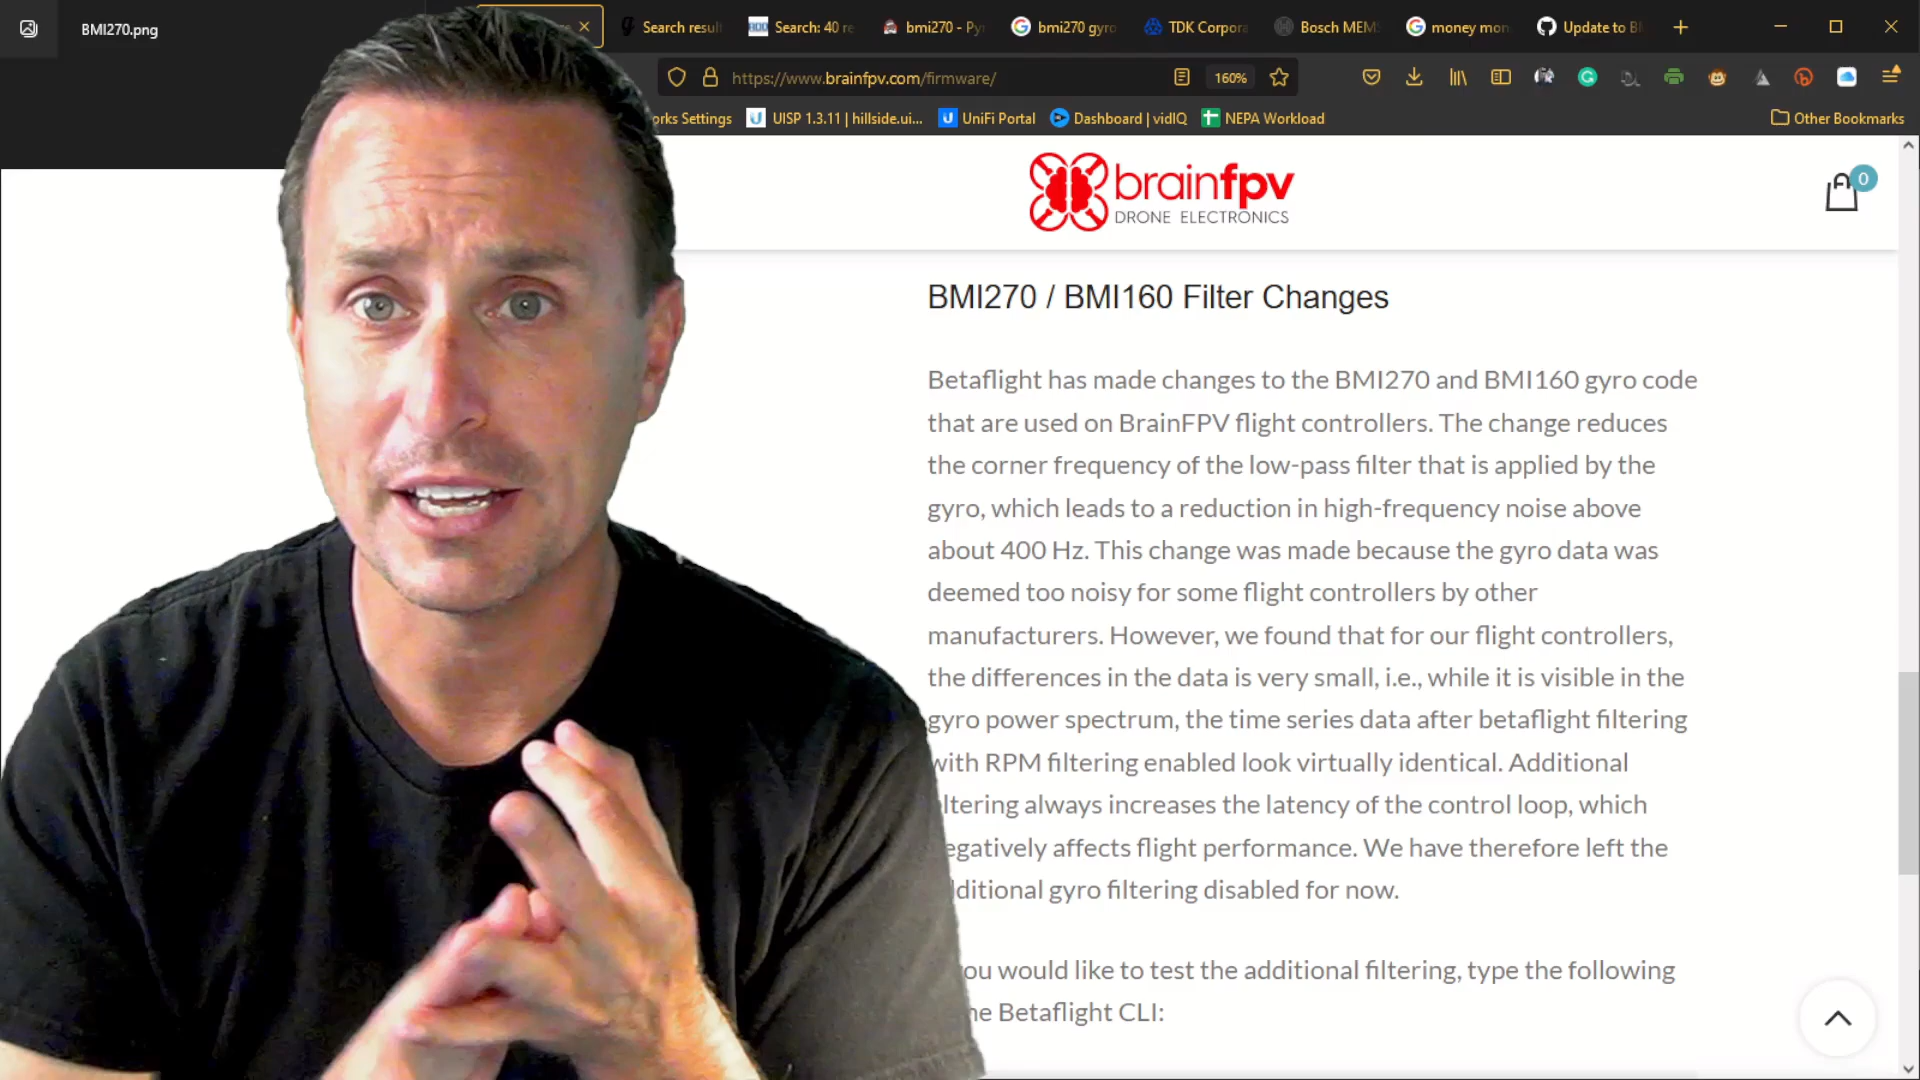 BMI270.png
Search result
Search: 40 re
bmi270 - Py
bmi270 gyro
TDK Corpora
Bosch MEM
money mon
Update to B
https://www.brainfpv.com/firmware/
160%
Settings
UISP 1.3.11 | hillside.ui...
UniFi Portal
Dashboard | vidIQ
NEPA Workload
Other Bookmarks
brainfpv
DRONE ELECTRONICS
0
BMI270 / BMI160 Filter Changes
Betaflight has made changes to the BMI270 and BMI160 gyro code
that are used on BrainFPV flight controllers. The change reduces
the corner frequency of the low-pass filter that is applied by the
gyro, which leads to a reduction in high-frequency noise above
about 400 Hz. This change was made because the gyro data was
deemed too noisy for some flight controllers by other
manufacturers. However, we found that for our flight controllers,
the differences in the data is very small, i.e., while it is visible in the
gyro power spectrum, the time series data after betaflight filtering
with RPM filtering enabled look virtually identical. Additional
ltering always increases the latency of the control loop, which
egatively affects flight performance. We have therefore left the
ditional gyro filtering disabled for now.
ou would like to test the additional filtering, type the following
he Betaflight CLI: